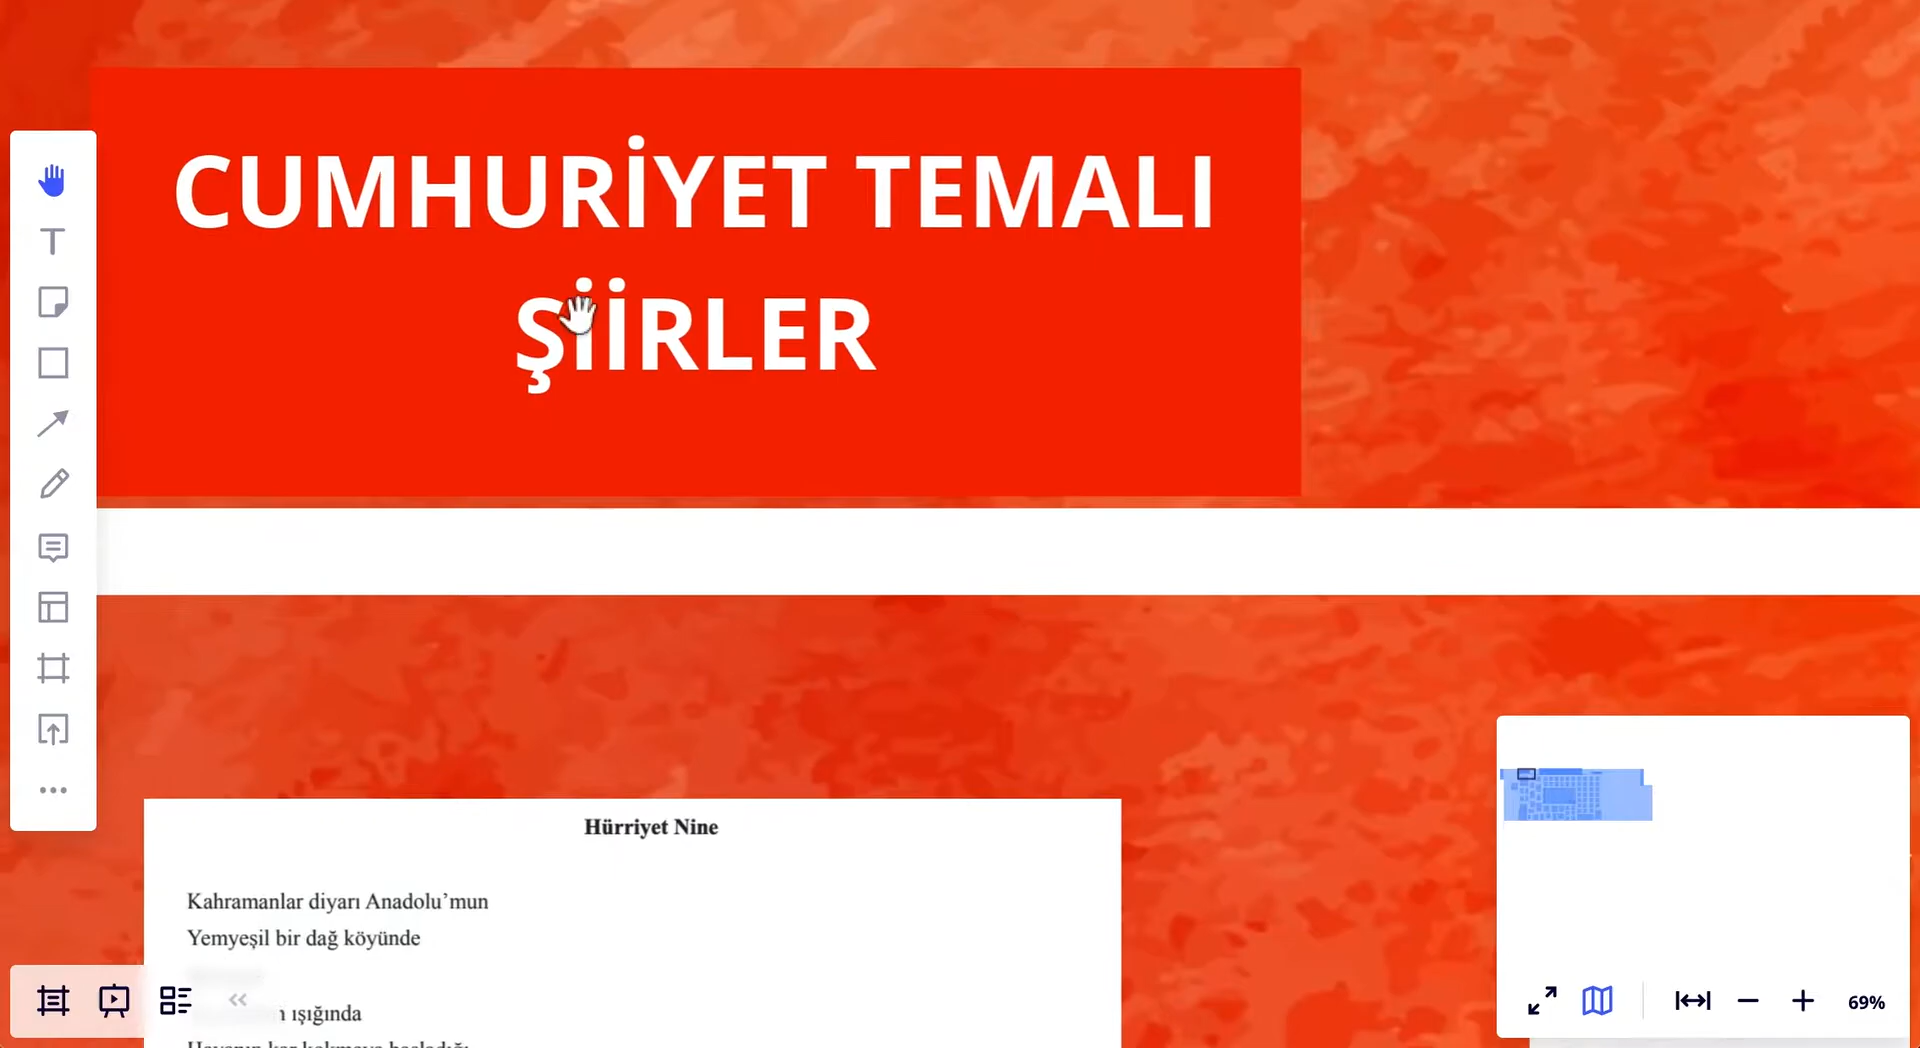 CUMHURİYET TEMALI
ŞİİRLER
Hürriyet Nine
Kahramanlar diyarı Anadolu’mun
Yemyeşil bir dağ köyünde
ışığında
69%